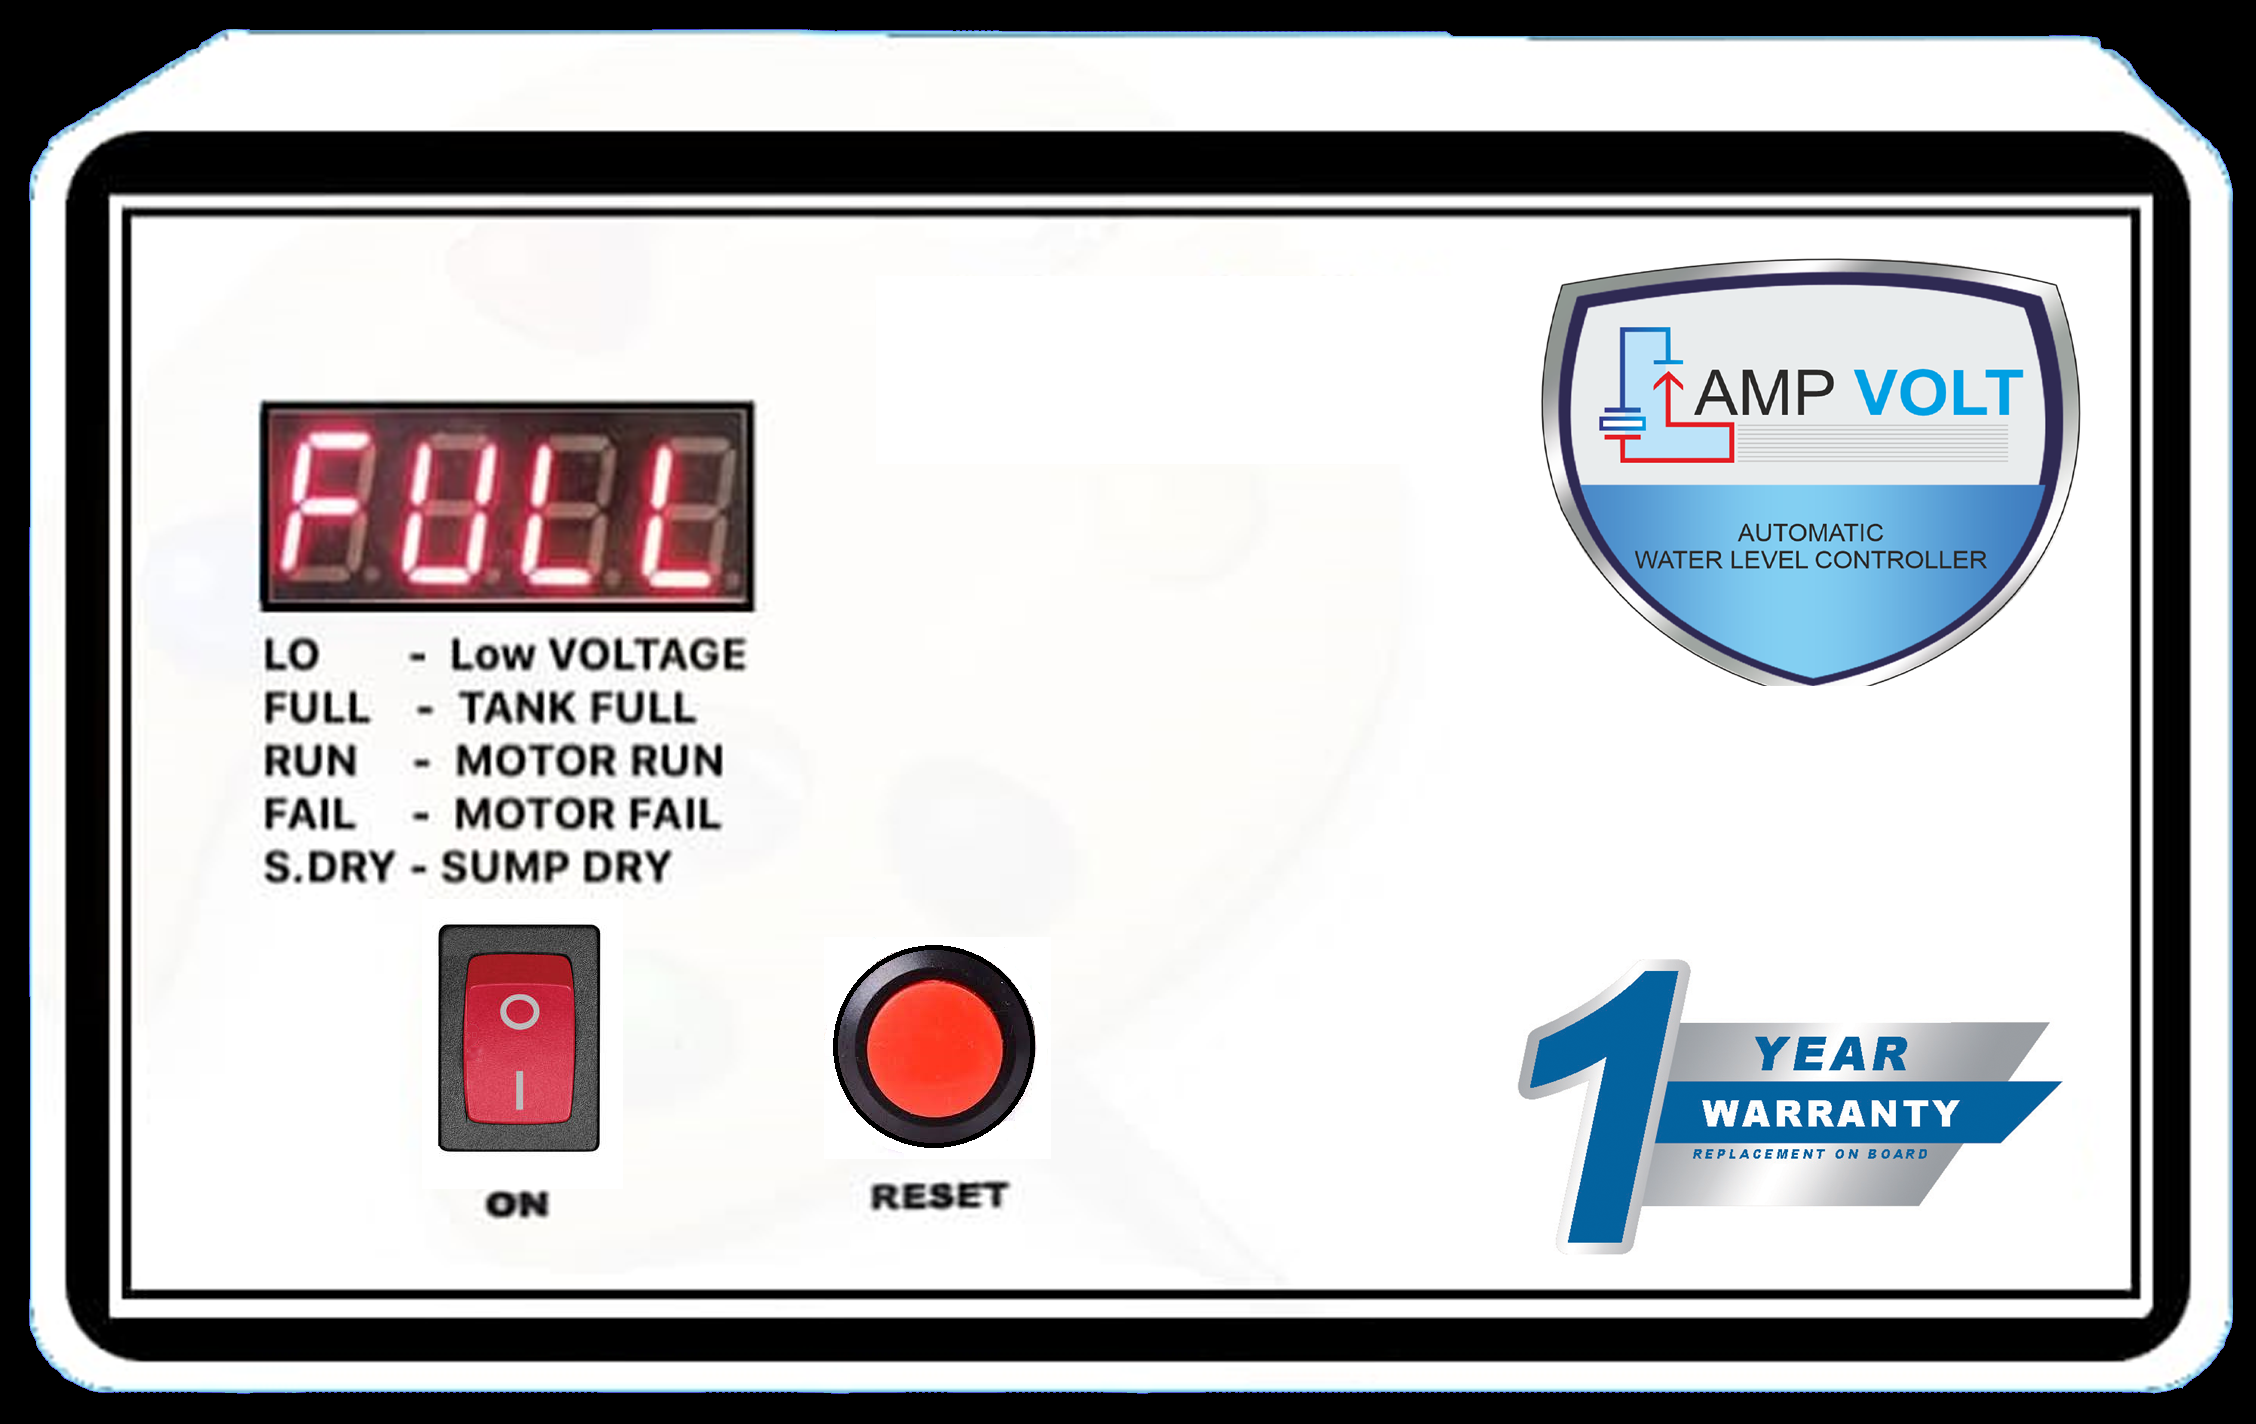 FULL
LO - Low VOLTAGE
FULL - TANK FULL
RUN - MOTOR RUN
FAIL - MOTOR FAIL
S.DRY - SUMP DRY
O
I
ON
RESET
AMP VOLT
AUTOMATIC
WATER LEVEL CONTROLLER
1
YEAR
WARRANTY
REPLACEMENT ON BOARD